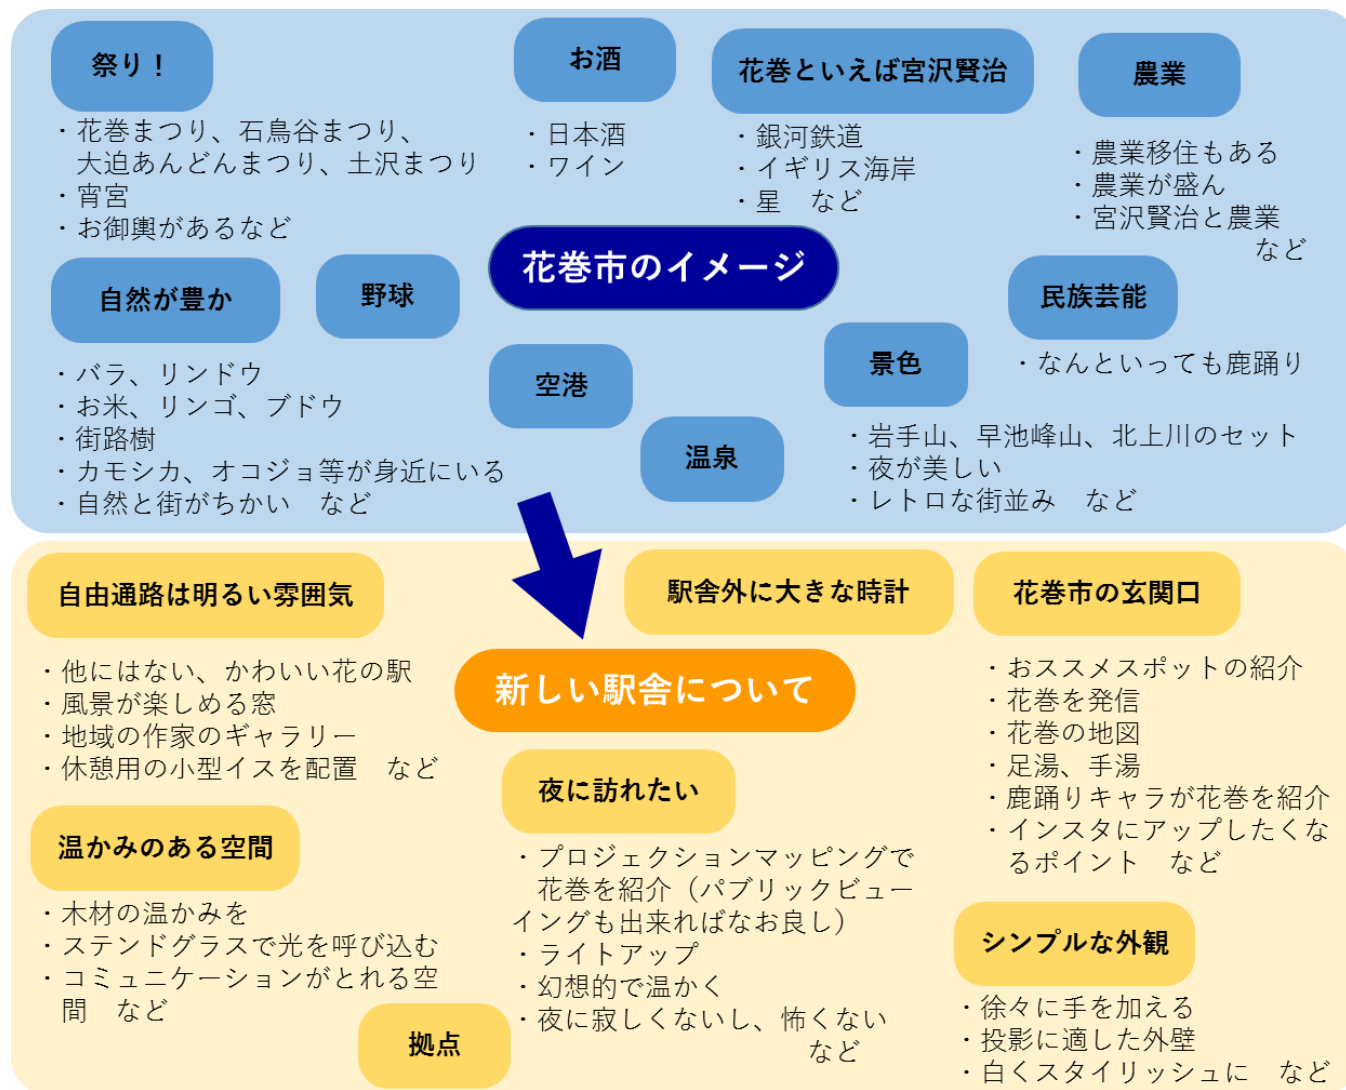 祭り！
・花巻まつり、石鳥谷まつり、
大迫あんどんまつり、土沢まつり
・宵宮
・お御輿があるなど
お酒
・日本酒
・ワイン
花巻といえば宮沢賢治
・銀河鉄道
・イギリス海岸
・星　など
農業
・農業移住もある
・農業が盛ん
・宮沢賢治と農業
など
花巻市のイメージ
自然が豊か
・バラ、リンドウ
・お米、リンゴ、ブドウ
・街路樹
・カモシカ、オコジョ等が身近にいる
・自然と街がちかい　など
野球
空港
温泉
景色
・岩手山、早池峰山、北上川のセット
・夜が美しい
・レトロな街並み　など
民族芸能
・なんといっても鹿踊り
自由通路は明るい雰囲気
・他にはない、かわいい花の駅
・風景が楽しめる窓
・地域の作家のギャラリー
・休憩用の小型イスを配置　など
駅舎外に大きな時計
花巻市の玄関口
・おススメスポットの紹介
・花巻を発信
・花巻の地図
・足湯、手湯
・鹿踊りキャラが花巻を紹介
・インスタにアップしたくな
るポイント　など
新しい駅舎について
温かみのある空間
・木材の温かみを
・ステンドグラスで光を呼び込む
・コミュニケーションがとれる空
間　など
夜に訪れたい
・プロジェクションマッピングで
花巻を紹介（パブリックビュー
イングも出来ればなお良し）
・ライトアップ
・幻想的で温かく
・夜に寂しくないし、怖くない
など
拠点
シンプルな外観
・徐々に手を加える
・投影に適した外壁
・白くスタイリッシュに　など